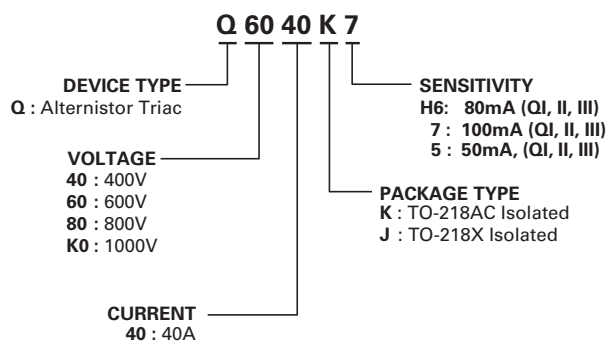 Q 60 40 K 7
DEVICE TYPE
Q : Alternistor Triac
VOLTAGE
40 : 400V
60 : 600V
80 : 800V
K0 : 1000V
CURRENT
40 : 40A
SENSITIVITY
H6: 80mA (QI, II, III)
7 : 100mA (QI, II, III)
5 : 50mA, (QI, II, III)
PACKAGE TYPE
K : TO-218AC Isolated
J : TO-218X Isolated